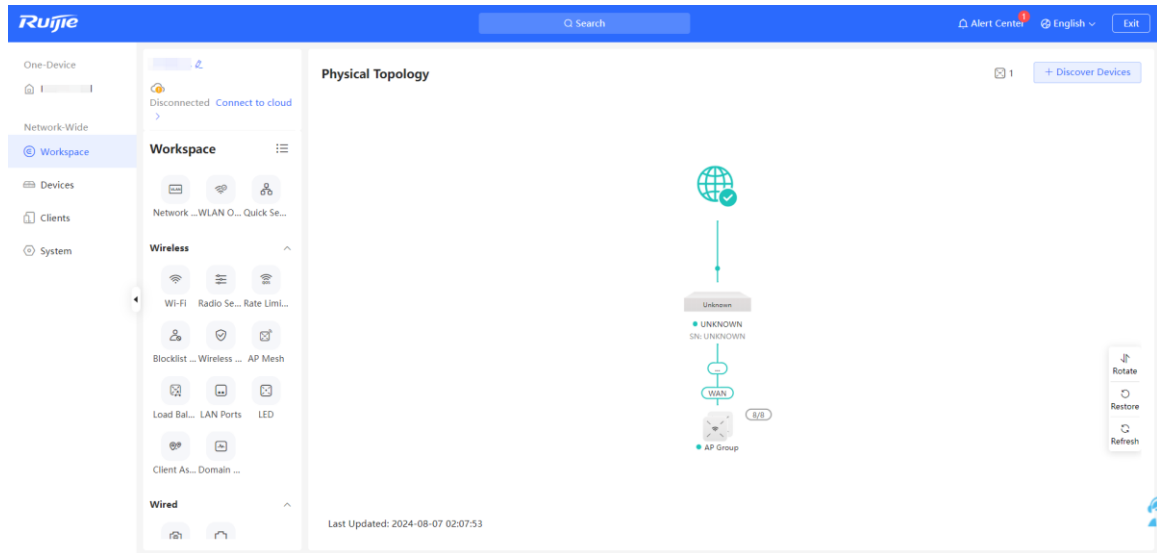 Ruijie
Search
Alert Center 1
English
Exit
One-Device
Network-Wide
Workspace
Devices
Clients
System
Disconnected Connect to cloud
>
Workspace
Network ... WLAN O... Quick Se...
Wireless
Wi-Fi Radio Se... Rate Limi...
Blocklist ... Wireless ... AP Mesh
Load Bal... LAN Ports LED
Client As... Domain ...
Wired
Physical Topology
1
+ Discover Devices
Unknown
UNKNOWN
SN: UNKNOWN
...
WAN
8/8
AP Group
Rotate
Restore
Refresh
Last Updated: 2024-08-07 02:07:53